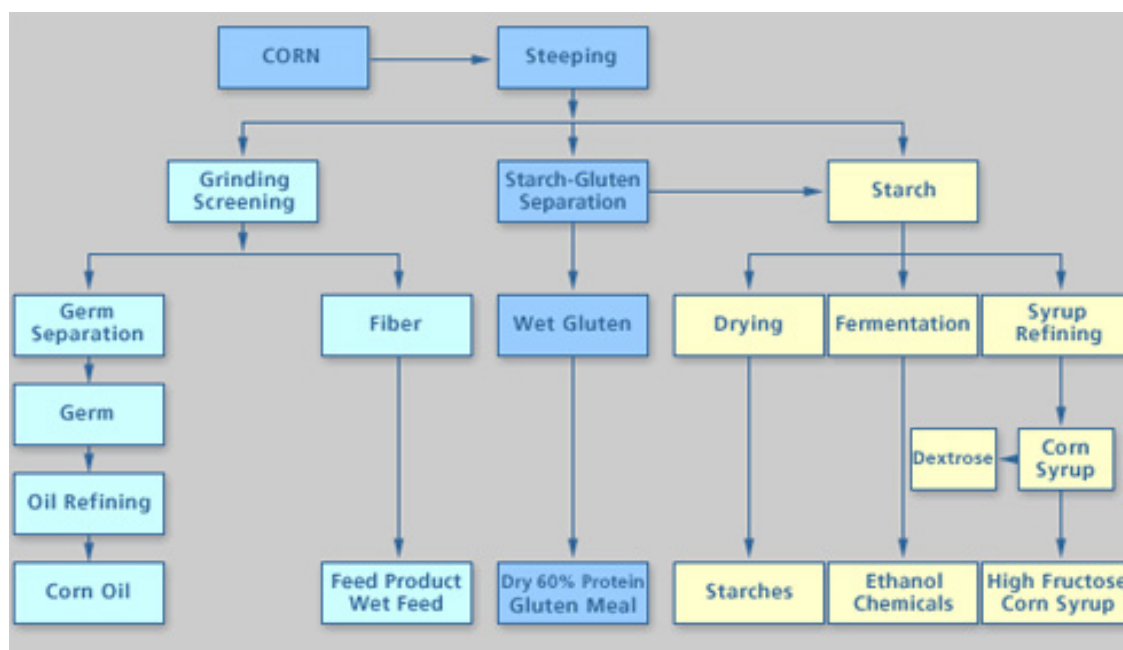 CORN
Steeping
Grinding
Screening
Starch-Gluten
Separation
Starch
Germ
Separation
Fiber
Wet Gluten
Drying
Fermentation
Syrup
Refining
Germ
Dextrose
Corn
Syrup
Oil Refining
Corn Oil
Feed Product
Wet Feed
Dry 60% Protein
Gluten Meal
Starches
Ethanol
Chemicals
High Fructose
Corn Syrup